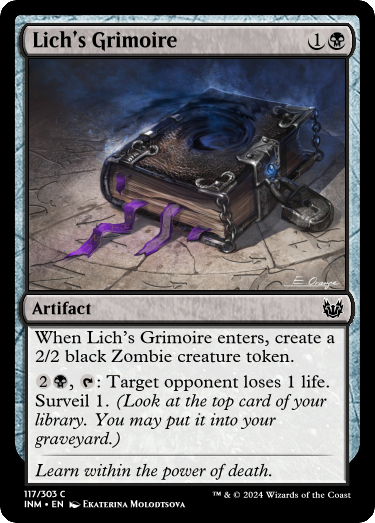 Lich's Grimoire 1
E Orange
Artifact
When Lich's Grimoire enters, create a
2/2 black Zombie creature token.
2, : Target opponent loses 1 life.
Surveil 1. (Look at the top card of your
library. You may put it into your
graveyard.)
Learn within the power of death.
117/303 C
INM • EN Ekaterina Molodtsova
™ & © 2024 Wizards of the Coast